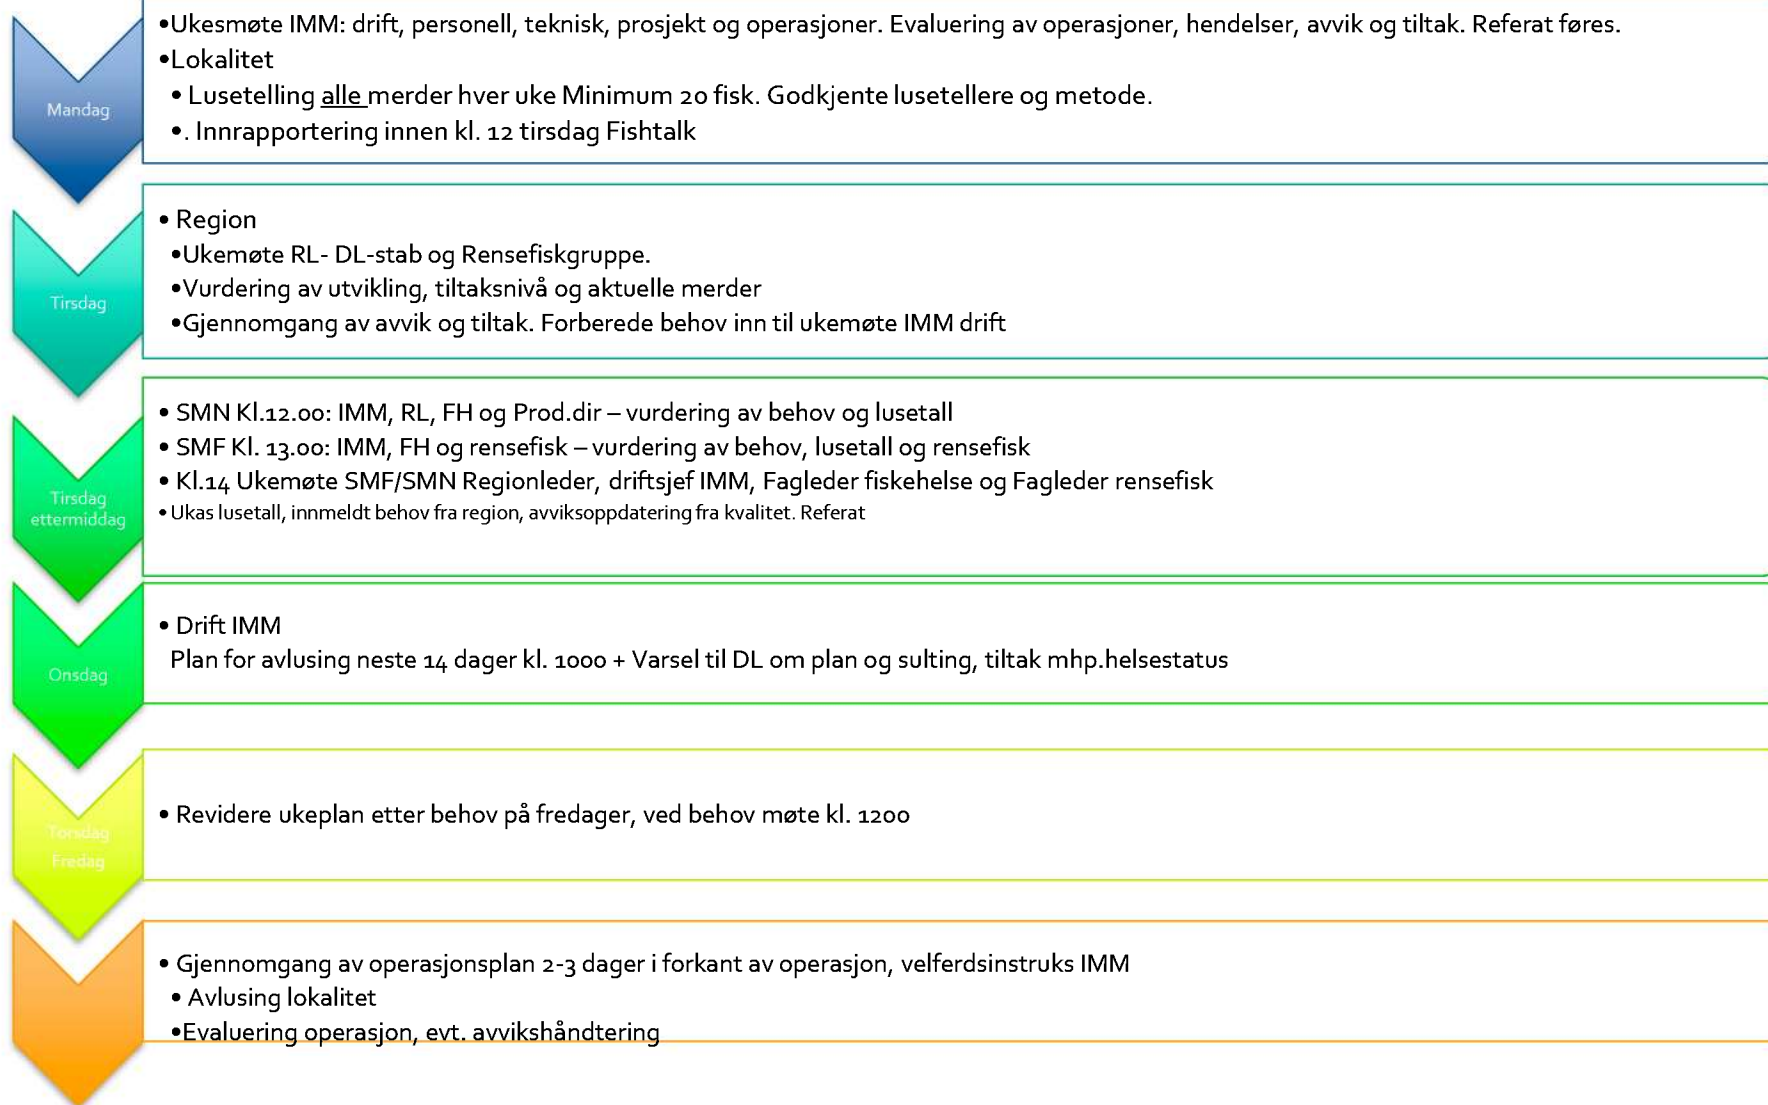 Mandag
•Ukesmøte IMM: drift, personell, teknisk, prosjekt og operasjoner. Evaluering av operasjoner, hendelser, avvik og tiltak. Referat føres.
•Lokalitet
• Lusetelling alle merder hver uke Minimum 20 fisk. Godkjente lusetellere og metode.
•. Innrapportering innen kl. 12 tirsdag Fishtalk
Tirsdag
• Region
•Ukemøte RL- DL-stab og Rensefiskgruppe.
•Vurdering av utvikling, tiltaksnivå og aktuelle merder
•Gjennomgang av avvik og tiltak. Forberede behov inn til ukemøte IMM drift
Tirsdag
ettermiddag
• SMN Kl.12.00: IMM, RL, FH og Prod.dir – vurdering av behov og lusetall
• SMF Kl. 13.00: IMM, FH og rensefisk – vurdering av behov, lusetall og rensefisk
• Kl.14 Ukemøte SMF/SMN Regionleder, driftsjef IMM, Fagleder fiskehelse og Fagleder rensefisk
• Ukas lusetall, innmeldt behov fra region, avviksoppdatering fra kvalitet. Referat
Onsdag
• Drift IMM
Plan for avlusing neste 14 dager kl. 1000 + Varsel til DL om plan og sulting, tiltak mhp.helsestatus
Torsdag
Fredag
• Revidere ukeplan etter behov på fredager, ved behov møte kl. 1200
• Gjennomgang av operasjonsplan 2-3 dager i forkant av operasjon, velferdsinstruks IMM
• Avlusing lokalitet
•Evaluering operasjon, evt. avvikshåndtering